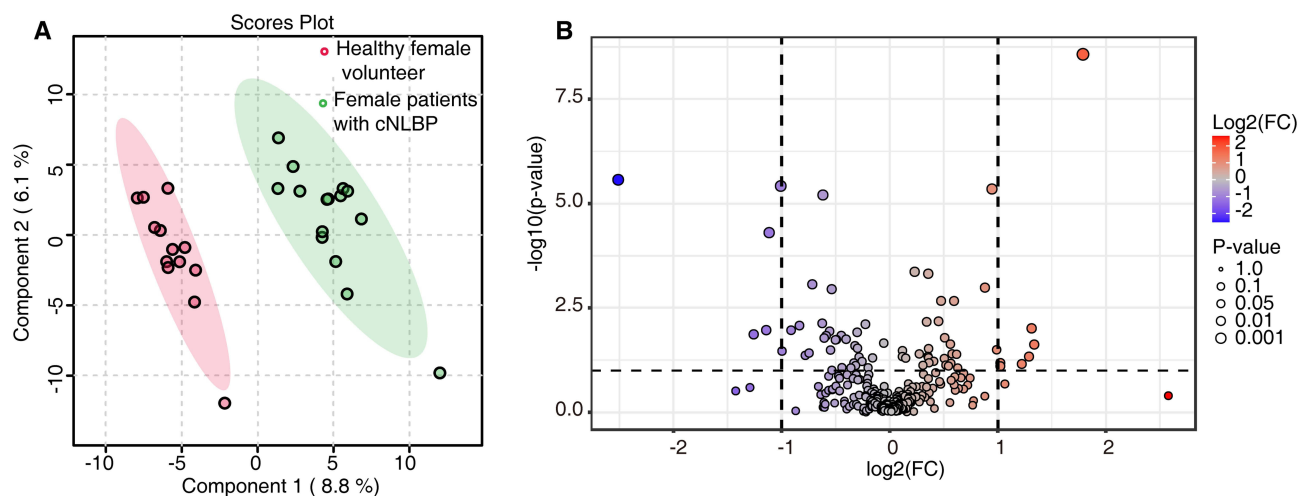 A
Scores Plot
Healthy female
volunteer
Female patients
with cNLBP
Component 2 ( 6.1 %)
10
5
0
-5
-10
-10
-5
0
5
10
Component 1 ( 8.8 %)
B
-log10(p-value)
7.5
5.0
2.5
0.0
-2
-1
0
1
2
log2(FC)
Log2(FC)
2
1
0
-1
-2
P-value
1.0
0.1
0.05
0.01
0.001